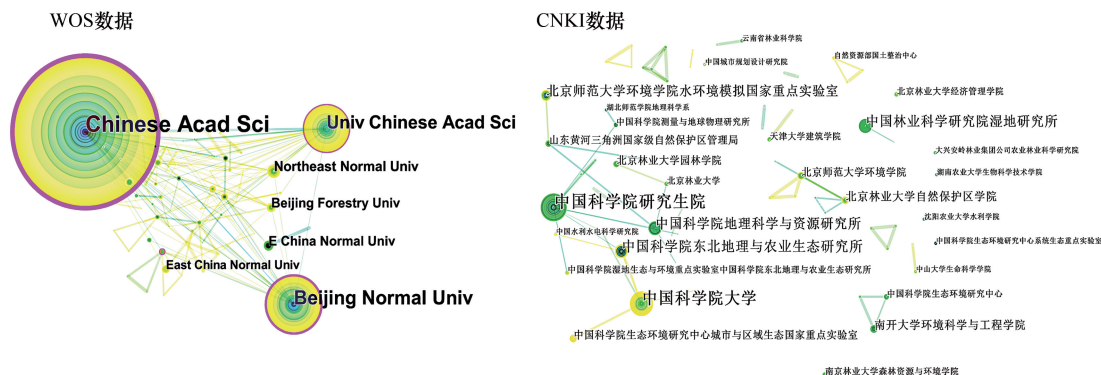 WOS数据
Chinese Acad Sci
Univ Chinese Acad Sci
Northeast Normal Univ
Beijing Forestry Univ
E China Normal Univ
East China Normal Univ
Beijing Normal Univ
CNKI数据
云南省林业科学院
中国城市规划设计研究院
自然资源部国土整治中心
北京师范大学环境学院水环境模拟国家重点实验室
北京林业大学经济管理学院
湖北师范学院地理科学系
中国科学院测量与地球物理研究所
中国林业科学研究院湿地研究所
山东黄河三角洲国家级自然保护区管理局
天津大学建筑学院
大兴安岭林业集团公司农业林业科学研究院
北京林业大学园林学院
北京师范大学环境学院
湖南农业大学生物科学技术学院
北京林业大学
中国科学院研究生院
北京林业大学自然保护区学院
沈阳农业大学水利学院
中国科学院地理科学与资源研究所
中国水利水电科学研究院
中国科学院东北地理与农业生态研究所
中国科学院生态环境研究中心系统生态重点实验室
中国科学院湿地生态与环境重点实验室中国科学院东北地理与农业生态研究所
中山大学生命科学学院
中国科学院大学
中国科学院生态环境研究中心
南开大学环境科学与工程学院
中国科学院生态环境研究中心城市与区域生态国家重点实验室
南京林业大学森林资源与环境学院